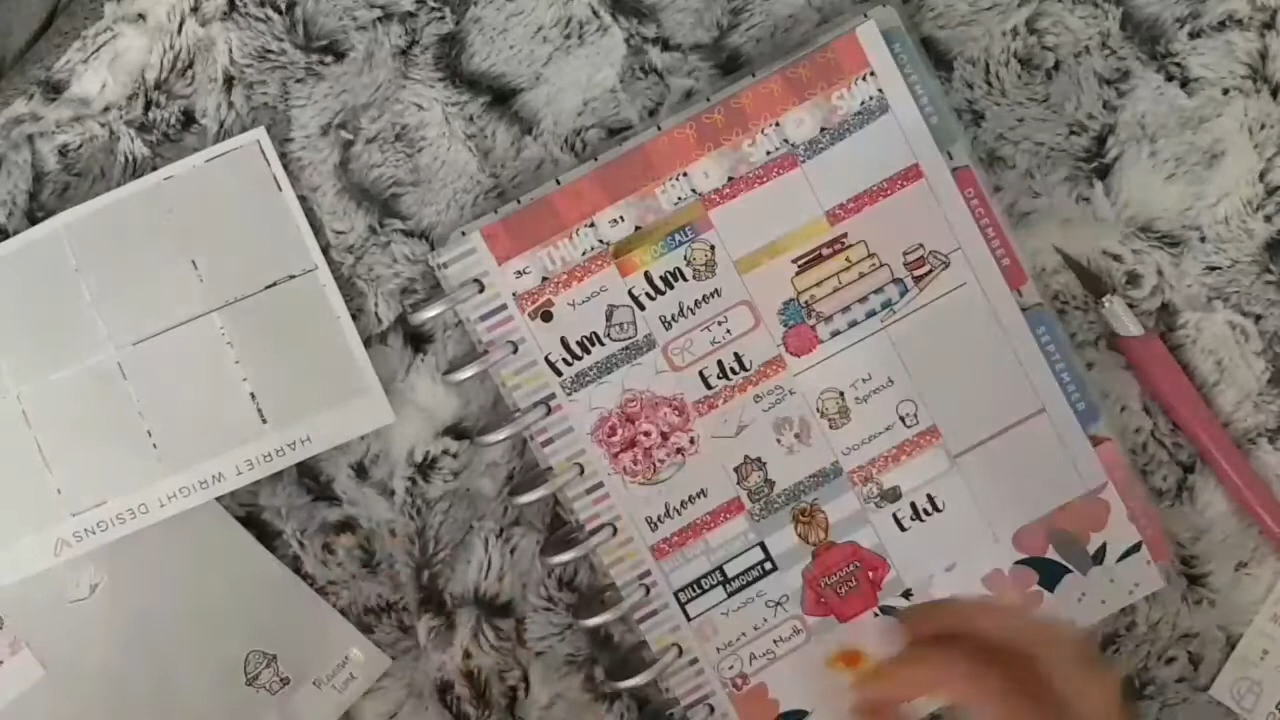 NOVEMBER
DECEMBER
SEPTEMBER
THUR
31
FRI
SAT
SUN
YWOC
Film
YWOC SALE
Film
Bedroom
TN
Kit
Edit
Blog
work
TN
Spread
Voiceover
Bedroom
Edit
BILL DUE
AMOUNT
YWOC
Next Kit
Aug Month
Planner
Girl
HARRIET WRIGHT DESIGNS
Planning
Time